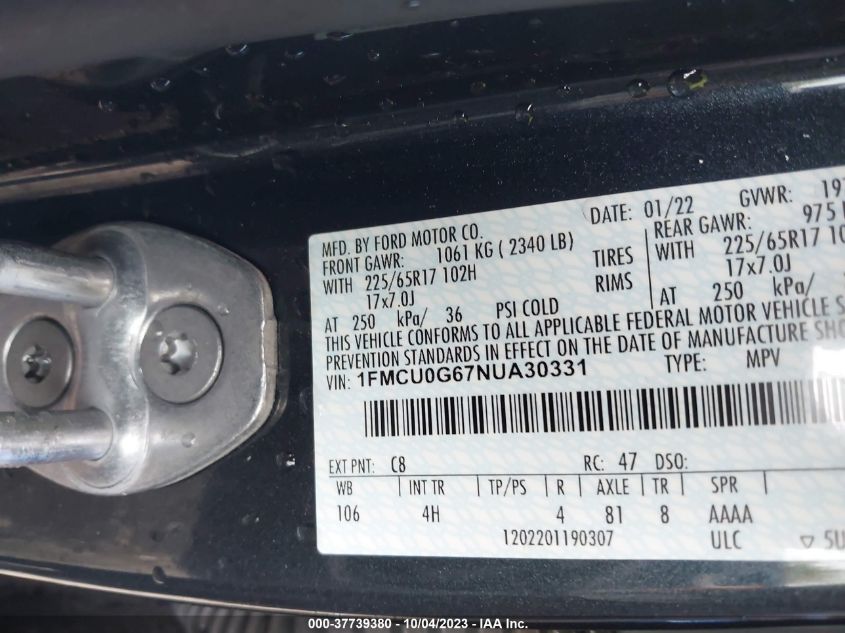 MFD. BY FORD MOTOR CO. DATE: 01/22 GVWR: 
FRONT GAWR: 1061 KG ( 2340 LB) REAR GAWR: 975
WITH 225/65R17 102H TIRES WITH 225/65R17
17x7.0J RIMS 17x7.0J
AT 250 kPa/ 36 PSI COLD AT 250 kPa/
THIS VEHICLE CONFORMS TO ALL APPLICABLE FEDERAL MOTOR VEHICLE
PREVENTION STANDARDS IN EFFECT ON THE DATE OF MANUFACTURE
VIN: 1FMCU0G67NUA30331 TYPE: MPV
EXT PNT: C8 RC: 47 DSO:
WB INT TR TP/PS R AXLE TR SPR
106 4H 4 81 8 AAAA
1202201190307 ULC
000-37739380 - 10/04/2023 - IAA Inc.